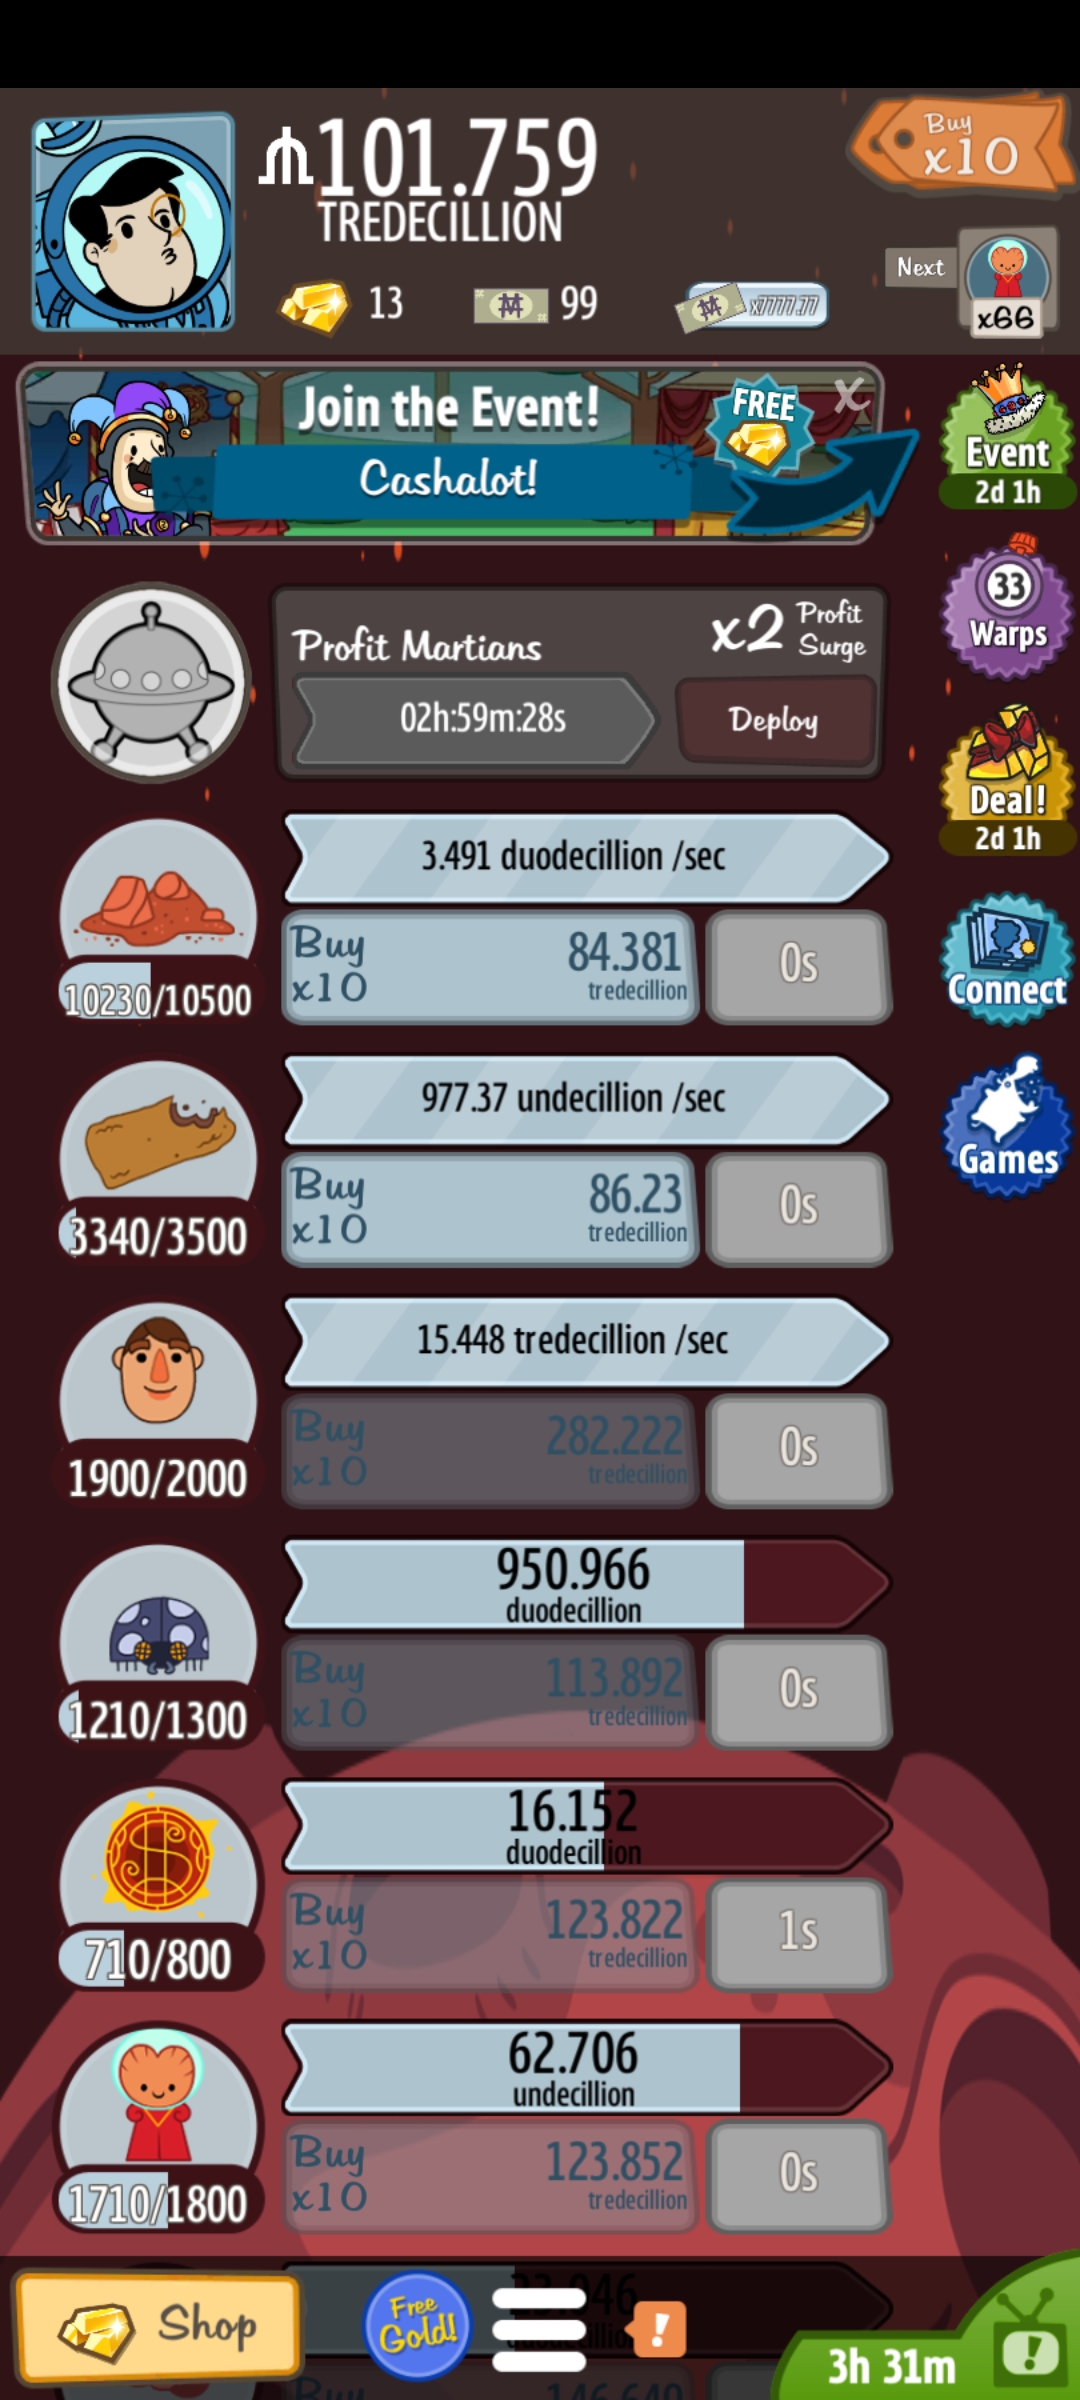 101.759
TREDECILLION
Buy
x10
13
99
x7777.77
Next
x66
Join the Event!
FREE
X
Cashalot!
Event
2d 1h
Profit Martians
x2 Profit
Surge
02h:59m:28s
Deploy
33
Warps
Deal!
2d 1h
3.491 duodecillion /sec
Buy
x10
84.381
tredecillion
0s
10230/10500
Connect
977.37 undecillion /sec
Buy
x10
86.23
tredecillion
0s
3340/3500
Games
15.448 tredecillion /sec
Buy
x10
282.222
tredecillion
0s
1900/2000
950.966
duodecillion
Buy
x10
113.892
tredecillion
0s
1210/1300
16.152
duodecillion
Buy
x10
123.822
tredecillion
1s
710/800
62.706
undecillion
Buy
x10
123.852
tredecillion
0s
1710/1800
Shop
Free
Gold!
!
3h 31m
!